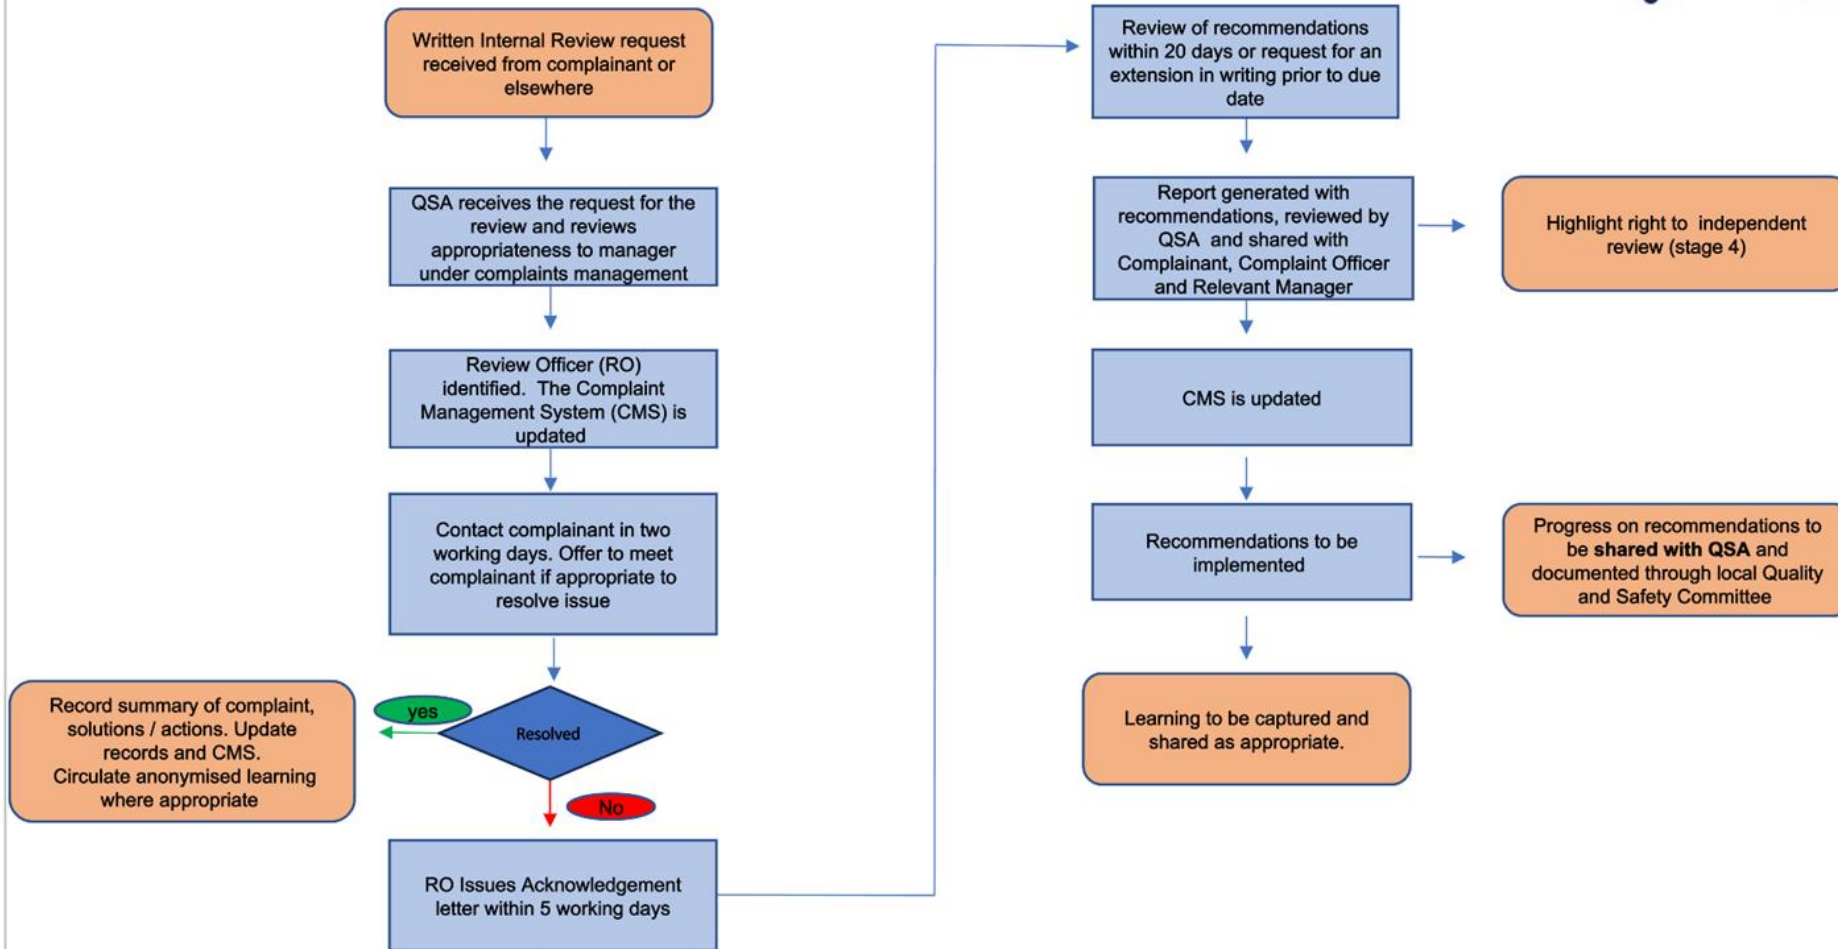 Written Internal Review request
received from complainant or
elsewhere
QSA receives the request for the
review and reviews
appropriateness to manager
under complaints management
Review Officer (RO)
identified. The Complaint
Management System (CMS) is
updated
Contact complainant in two
working days. Offer to meet
complainant if appropriate to
resolve issue
Resolved
yes
Record summary of complaint,
solutions / actions. Update
records and CMS.
Circulate anonymised learning
where appropriate
No
RO Issues Acknowledgement
letter within 5 working days
Review of recommendations
within 20 days or request for an
extension in writing prior to due
date
Report generated with
recommendations, reviewed by
QSA and shared with
Complainant, Complaint Officer
and Relevant Manager
Highlight right to independent
review (stage 4)
CMS is updated
Recommendations to be
implemented
Progress on recommendations to
be shared with QSA and
documented through local Quality
and Safety Committee
Learning to be captured and
shared as appropriate.